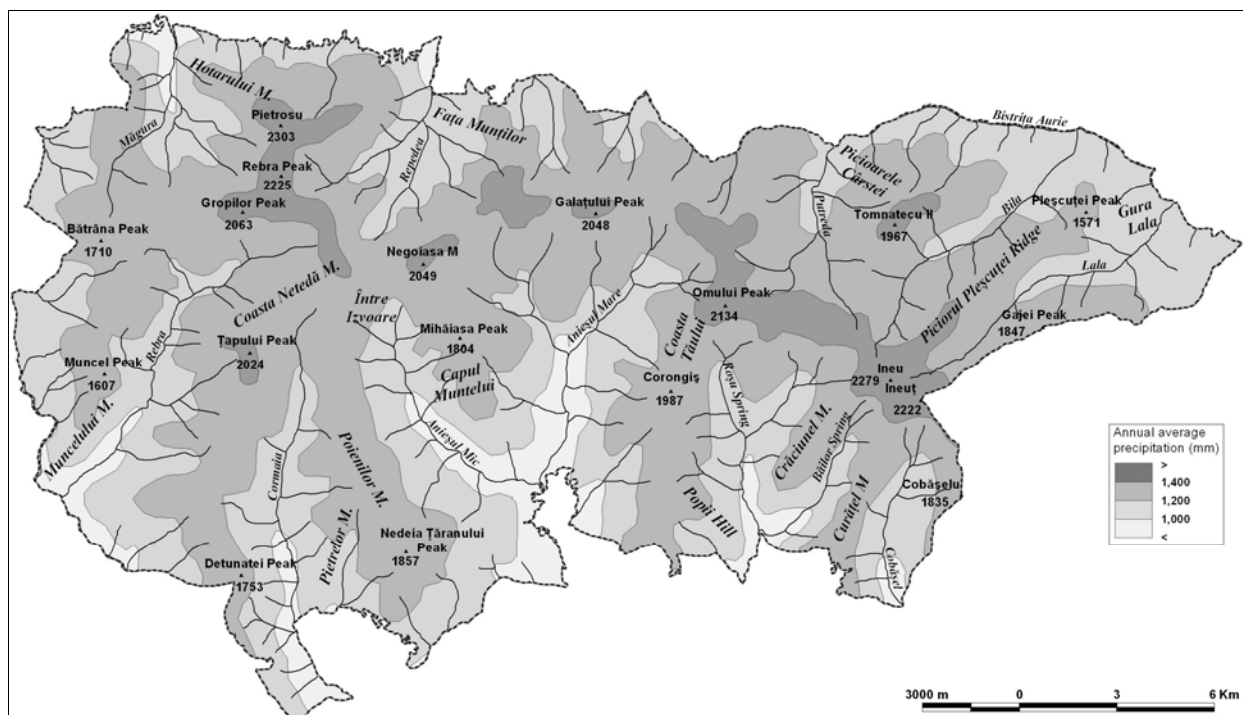 Hotarului M.
Pietrosu
2303
Măgura
Fața Munților
Repedea
Rebra Peak
2225
Gropilor Peak
2063
Bătrâna Peak
1710
Galațului Peak
2048
Negoiasa M
2049
Bistrița Aurie
Picioarele
Cârstei
Putreda
Tomnatecu II
1967
Bila
Pleșcuței Peak
1571
Gura
Lala
Lala
Piciorul Pleșcuței Ridge
Gajei Peak
1847
Coasta Netedă M.
Între
Izvoare
Anieșul Mare
Omului Peak
2134
Coasta
Tăului
Rebra
Țapului Peak
2024
Mihăiasa Peak
1804
Capul
Muntelui
Muncel Peak
1607
Corongiș
1987
Roșu Spring
Ineu
2279
Ineuț
2222
Muncelului M.
Anieșul Mic
Crăciunel M.
Băilor Spring
Cormaia
Poienilor M.
Popii Hill
Curățel M
Cobășelu
1835
Pietrelor M.
Nedeia Țăranului
Peak
1857
Detunatei Peak
1753
Cobășel
Annual average
precipitation (mm)
>
1,400
1,200
1,000
<
3000 m 0 3 6 Km